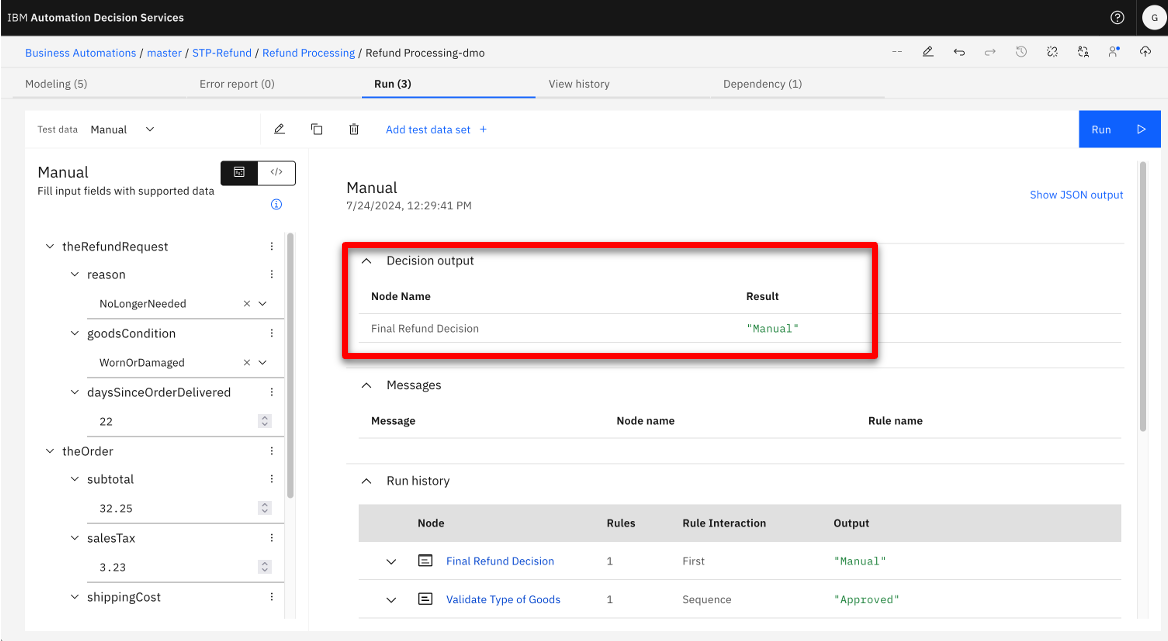 IBM Automation Decision Services
G
Business Automations / master / STP-Refund / Refund Processing / Refund Processing-dmo
--
Modeling (5)
Error report (0)
Run (3)
View history
Dependency (1)
Test data
Manual
Add test data set +
Run
Manual
</>
Fill input fields with supported data
theRefundRequest
reason
NoLongerNeeded
goodsCondition
WornOrDamaged
daysSinceOrderDelivered
22
theOrder
subtotal
32.25
salesTax
3.23
shippingCost
Manual
7/24/2024, 12:29:41 PM
Show JSON output
Decision output
Node Name
Result
Final Refund Decision
"Manual"
Messages
Message
Node name
Rule name
Run history
Node
Rules
Rule Interaction
Output
Final Refund Decision
1
First
"Manual"
Validate Type of Goods
1
Sequence
"Approved"